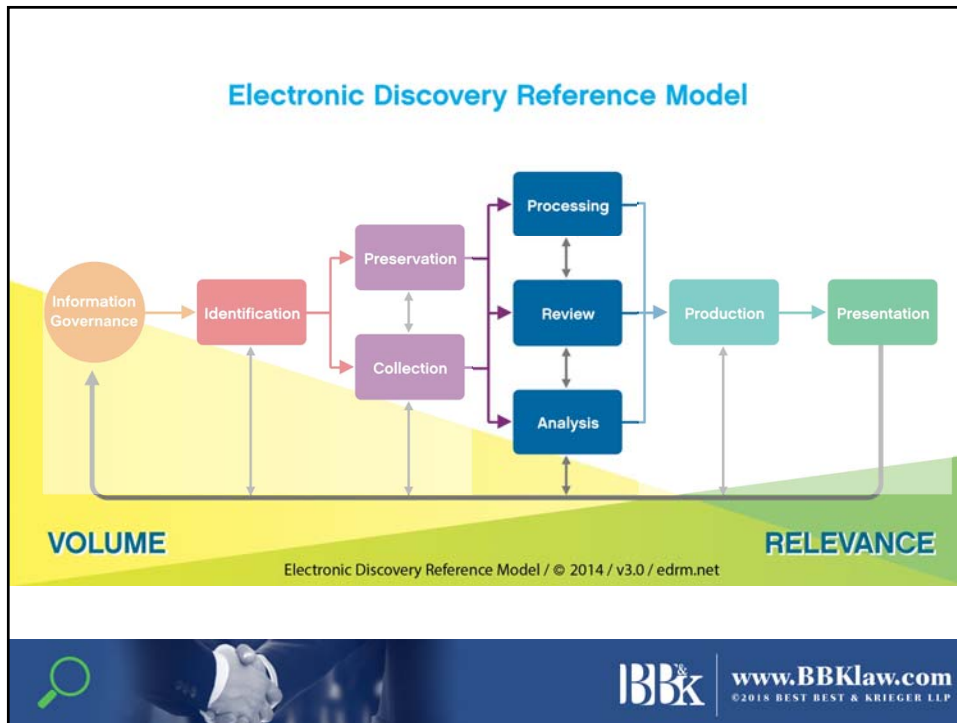 Electronic Discovery Reference Model
Information
Governance
Identification
Preservation
Collection
Processing
Review
Analysis
Production
Presentation
VOLUME
RELEVANCE
Electronic Discovery Reference Model / © 2014 / v3.0 / edrm.net
BB&K
www.BBKlaw.com
©2018 BEST BEST & KRIEGER LLP